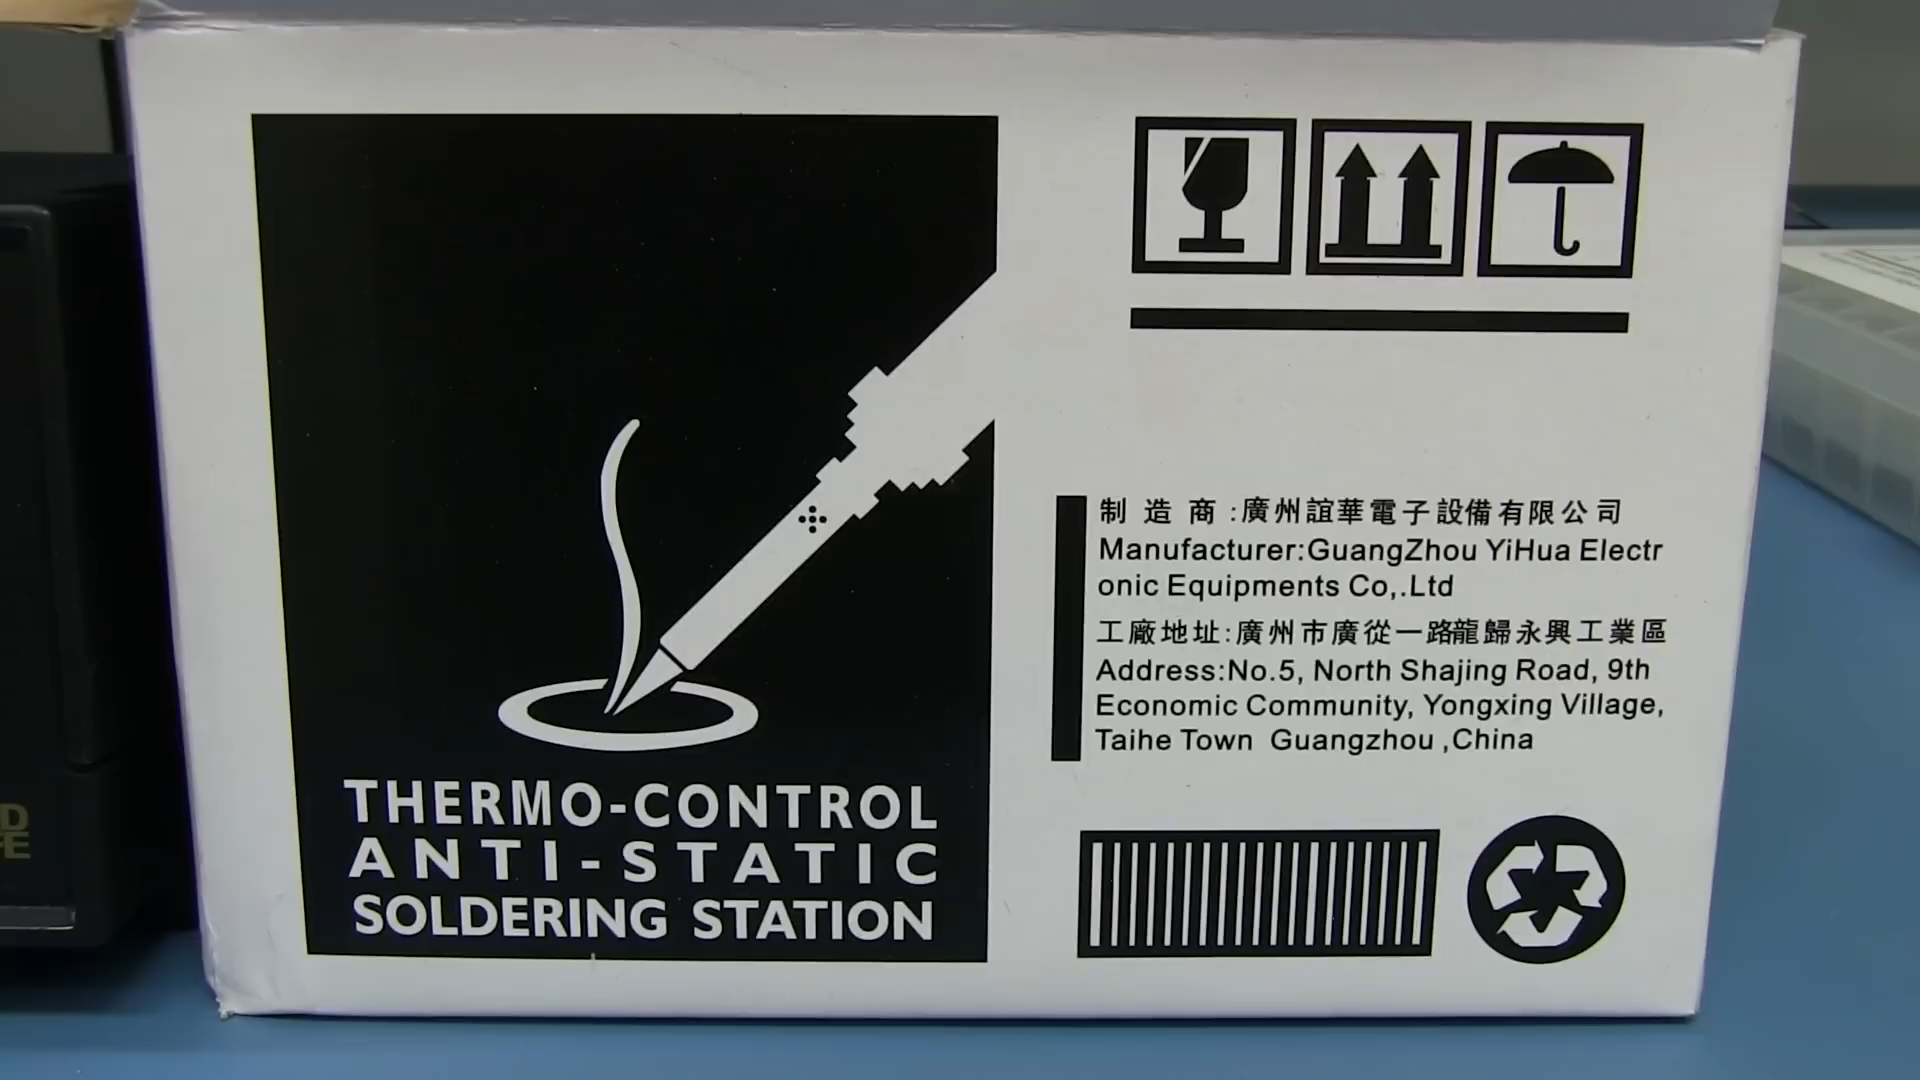 THERMO-CONTROL
ANTI-STATIC
SOLDERING STATION
制 造 商 :廣州誼華電子設備有限公司
Manufacturer:GuangZhou YiHua Electr
onic Equipments Co,.Ltd
工廠地址:廣州市廣從一路龍歸永興工業區
Address:No.5, North Shajing Road, 9th
Economic Community, Yongxing Village,
Taihe Town Guangzhou ,China